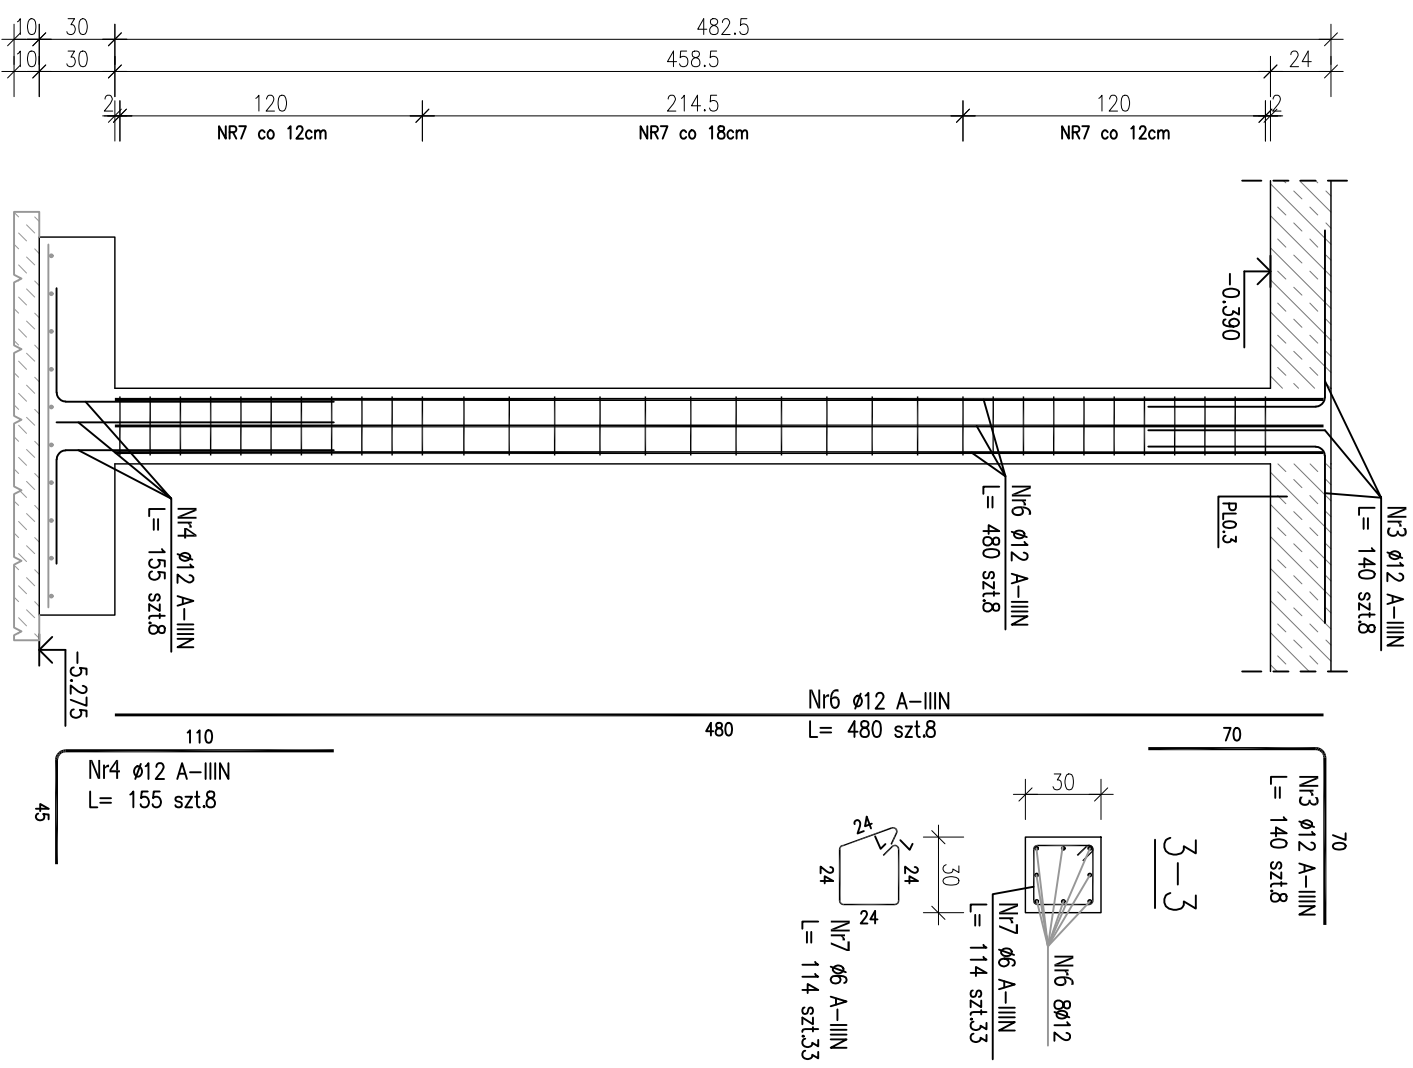 10 30 482.5
10 30 458.5 24
2 120 214.5 120 2
NR7 co 12cm NR7 co 18cm NR7 co 12cm
-0.390
Nr4 ø12 A-IIIN
L= 155 szt.8
Nr6 ø12 A-IIIN
L= 480 szt.8
PL0.3
Nr3 ø12 A-IIIN
L= 140 szt.8
-5.275
Nr6 ø12 A-IIIN
480
L= 480 szt.8
110
Nr4 ø12 A-IIIN
L= 155 szt.8
45
70
70
Nr3 ø12 A-IIIN
L= 140 szt.8
30
30
3-3
24
24
24
24
Nr7 ø6 A-IIIN
L= 114 szt.33
Nr7 ø6 A-IIIN
L= 114 szt.33
Nr6 8ø12